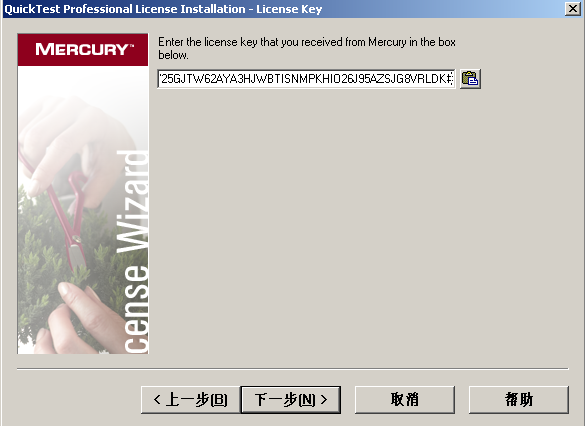 QuickTest Professional License Installation - License Key
MERCURY™
Enter the license key that you received from Mercury in the box
below.
cense Wizard
< 上一步(B)
下一步(N) >
取消
帮助